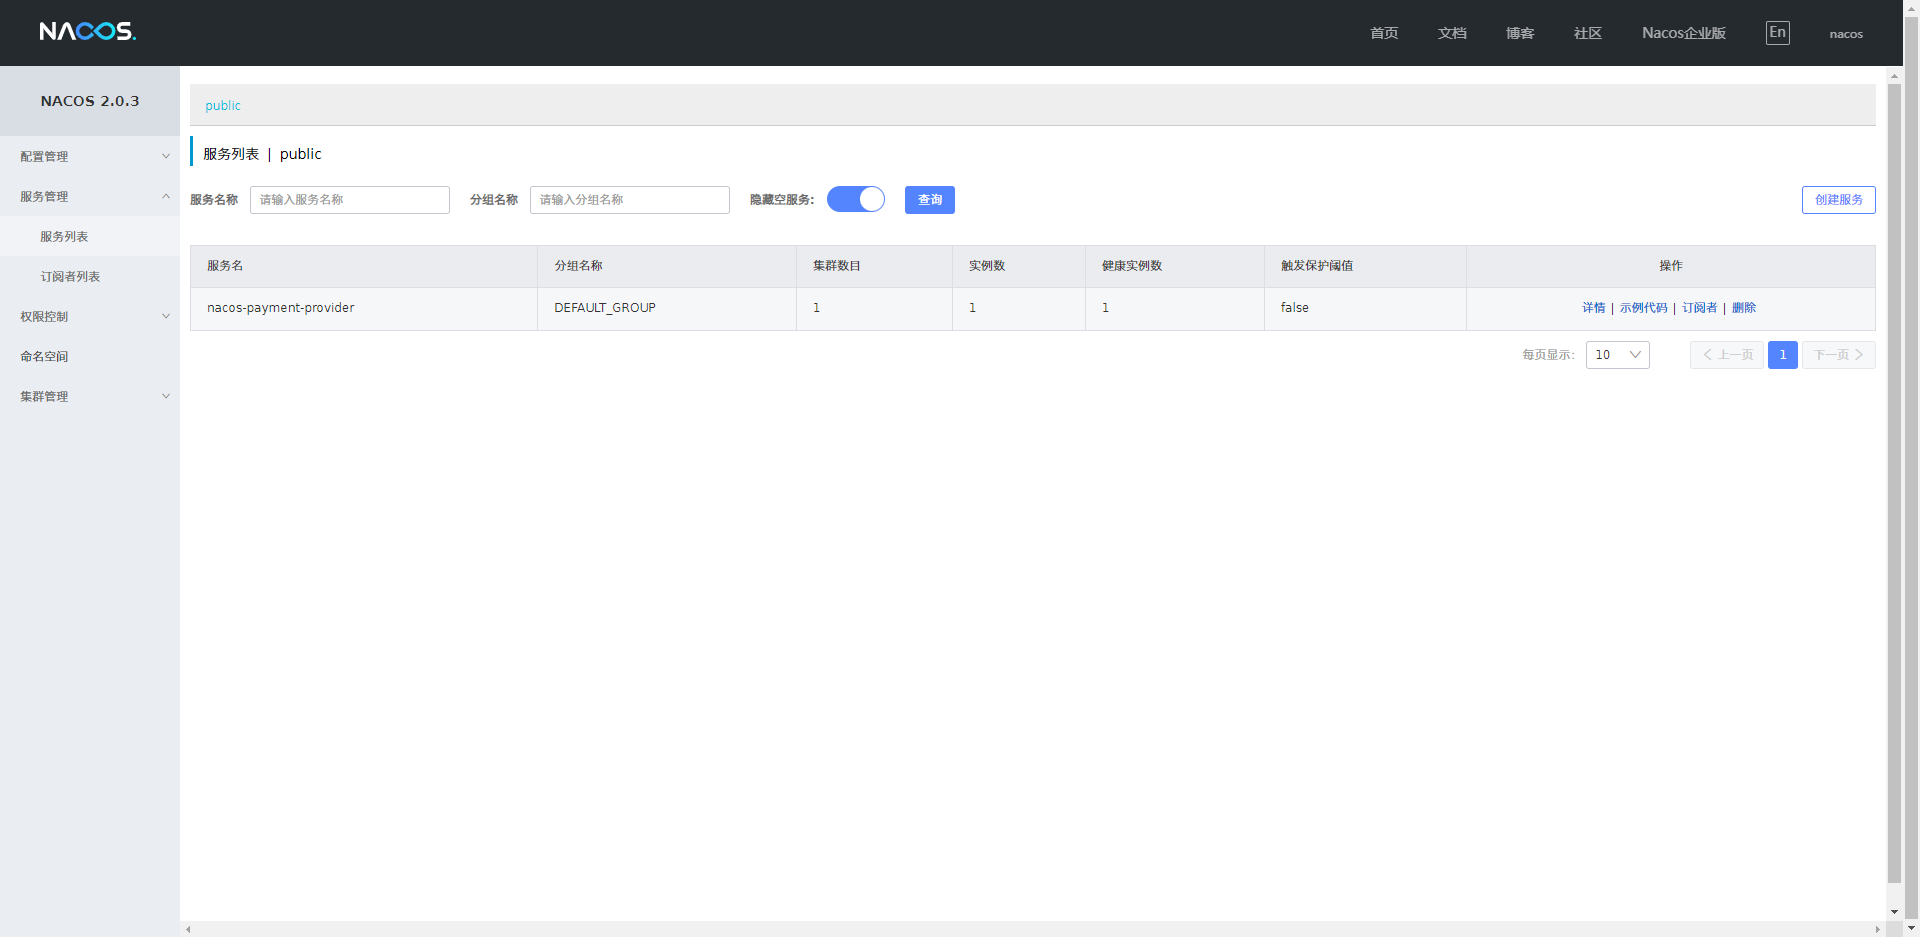 NACOS.
首页 文档 博客 社区 Nacos企业版 En nacos
NACOS 2.0.3
配置管理
服务管理
服务列表
订阅者列表
权限控制
命名空间
集群管理
public
服务列表 | public
服务名称 请输入服务名称 分组名称 请输入分组名称 隐藏空服务: 查询 创建服务
服务名 分组名称 集群数目 实例数 健康实例数 触发保护阈值 操作
nacos-payment-provider DEFAULT_GROUP 1 1 1 false 详情 | 示例代码 | 订阅者 | 删除
每页显示: 10 上一页 1 下一页